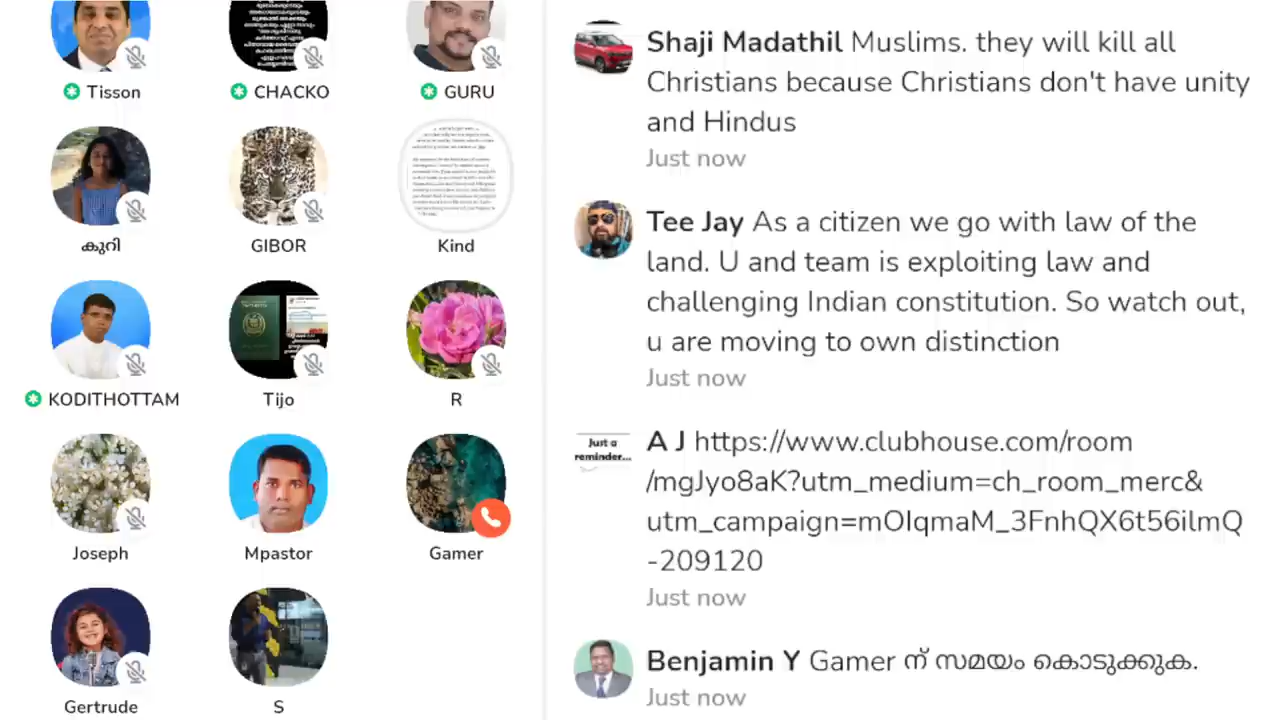 Tisson
CHACKO
GURU
കുറി
GIBOR
Kind
KODITHOTTAM
Tijo
R
Joseph
Mpastor
Gamer
Gertrude
S
Shaji Madathil Muslims. they will kill all
Christians because Christians don't have unity
and Hindus
Just now
Tee Jay As a citizen we go with law of the
land. U and team is exploiting law and
challenging Indian constitution. So watch out,
u are moving to own distinction
Just now
Just a
reminder...
A J https://www.clubhouse.com/room
/mgJyo8aK?utm_medium=ch_room_merc&
utm_campaign=mOIqmaM_3FnhQX6t56ilmQ
-209120
Just now
Benjamin Y Gamer ന് സമയം കൊടുക്കുക.
Just now